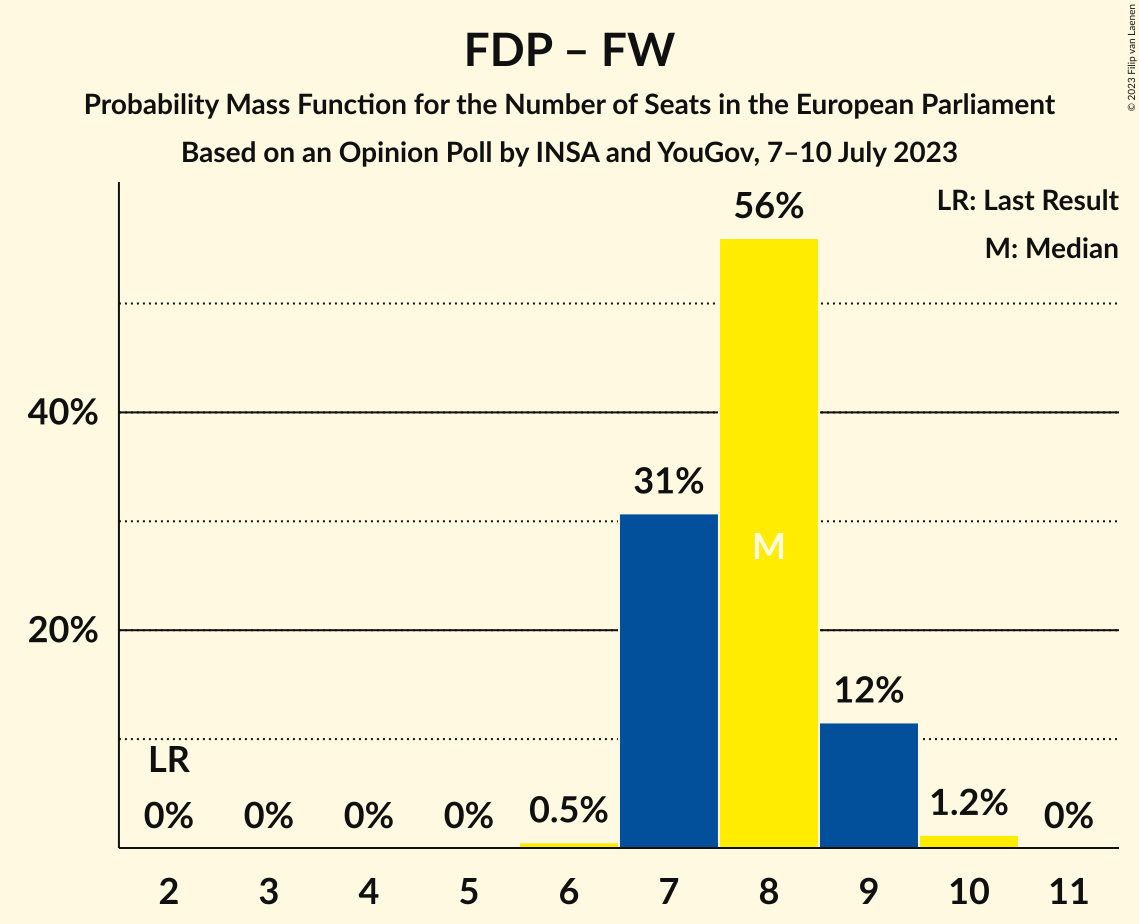 FDP – FW
Probability Mass Function for the Number of Seats in the European Parliament
Based on an Opinion Poll by INSA and YouGov, 7–10 July 2023
© 2023 Filip van Laenen
LR: Last Result
M: Median
56%
40%
31%
M
20%
12%
LR
0%
0%
0%
0%
0.5%
1.2%
0%
2
3
4
5
6
7
8
9
10
11